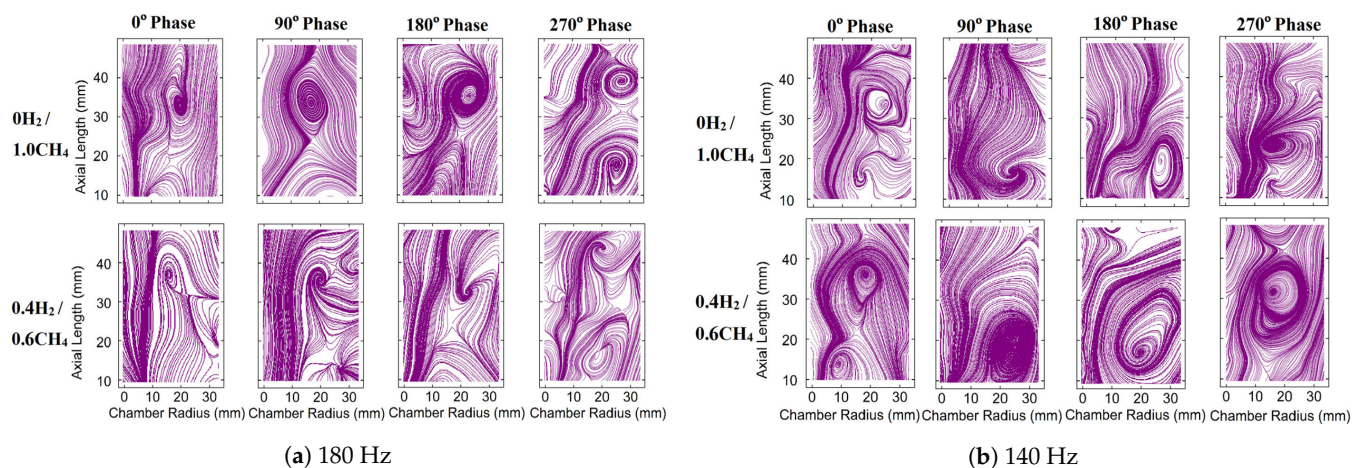 0° Phase 90° Phase 180° Phase 270° Phase
0H₂ /
1.0CH₄
Axial Length (mm)
40
30
20
10
0.4H₂ /
0.6CH₄
Axial Length (mm)
40
30
20
10
0 10 20 30 0 10 20 30 0 10 20 30 0 10 20 30
Chamber Radius (mm) Chamber Radius (mm) Chamber Radius (mm) Chamber Radius (mm)
(a) 180 Hz
0° Phase 90° Phase 180° Phase 270° Phase
0H₂ /
1.0CH₄
Axial Length (mm)
40
30
20
10
0.4H₂ /
0.6CH₄
Axial Length (mm)
40
30
20
10
0 10 20 30 0 10 20 30 0 10 20 30 0 10 20 30
Chamber Radius (mm) Chamber Radius (mm) Chamber Radius (mm) Chamber Radius (mm)
(b) 140 Hz